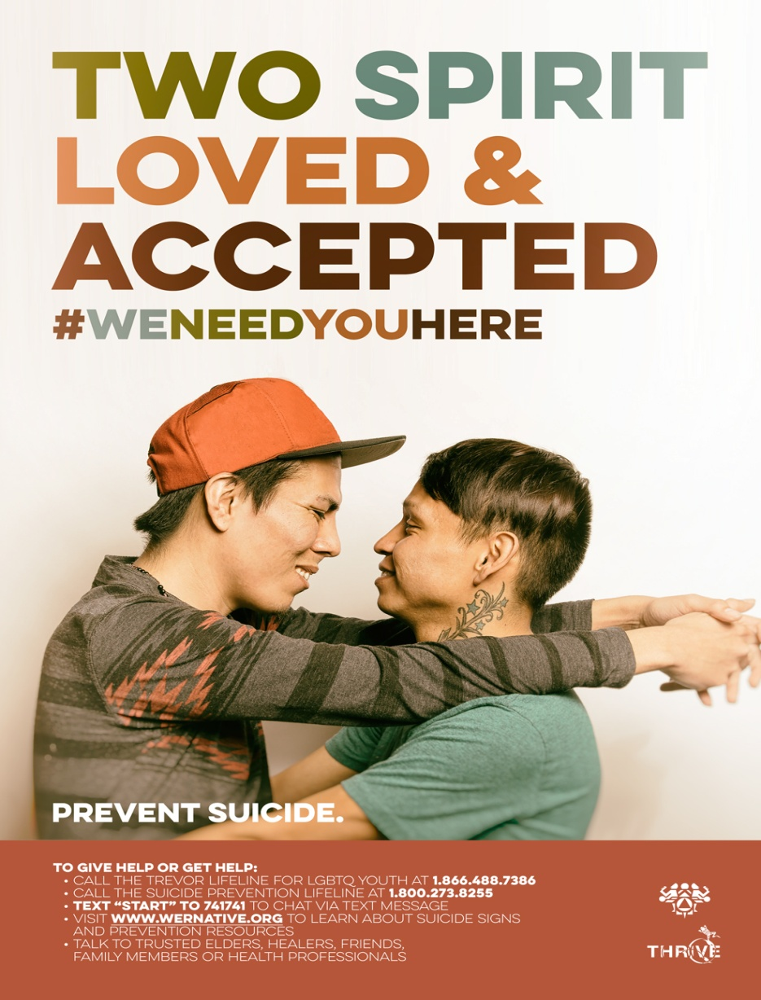 TWO SPIRIT
LOVED &
ACCEPTED
#WENEEDYOUHERE
PREVENT SUICIDE.
TO GIVE HELP OR GET HELP:
• CALL THE TREVOR LIFELINE FOR LGBTQ YOUTH AT 1.866.488.7386
• CALL THE SUICIDE PREVENTION LIFELINE AT 1.800.273.8255
• TEXT “START” TO 741741 TO CHAT VIA TEXT MESSAGE
• VISIT WWW.WERNATIVE.ORG TO LEARN ABOUT SUICIDE SIGNS
AND PREVENTION RESOURCES
• TALK TO TRUSTED ELDERS, HEALERS, FRIENDS,
FAMILY MEMBERS OR HEALTH PROFESSIONALS
THRIVE